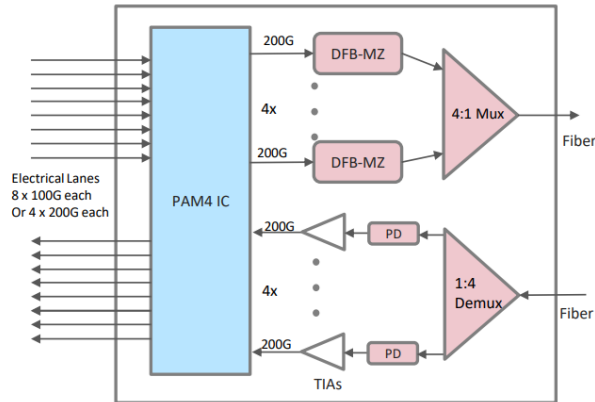 200G
DFB-MZ
4x
4:1 Mux
Fiber
200G
DFB-MZ
Electrical Lanes
8 x 100G each
Or 4 x 200G each
PAM4 IC
200G
PD
4x
1:4
Demux
Fiber
200G
PD
TIAs